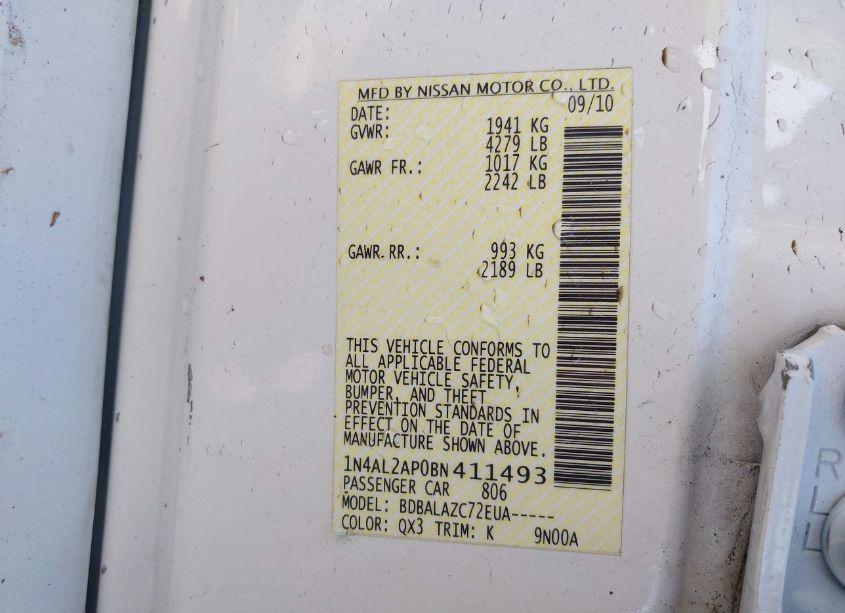 MFD BY NISSAN MOTOR CO., LTD.
DATE: 09/10
GVWR: 1941 KG
4279 LB
GAWR FR.: 1017 KG
2242 LB
GAWR RR.: 993 KG
2189 LB
THIS VEHICLE CONFORMS TO
ALL APPLICABLE FEDERAL
MOTOR VEHICLE SAFETY,
BUMPER, AND THEFT
PREVENTION STANDARDS IN
EFFECT ON THE DATE OF
MANUFACTURE SHOWN ABOVE.
1N4AL2AP0BN411493
PASSENGER CAR 806
MODEL: BDBALAZC72EUA-----
COLOR: QX3 TRIM: K 9N00A